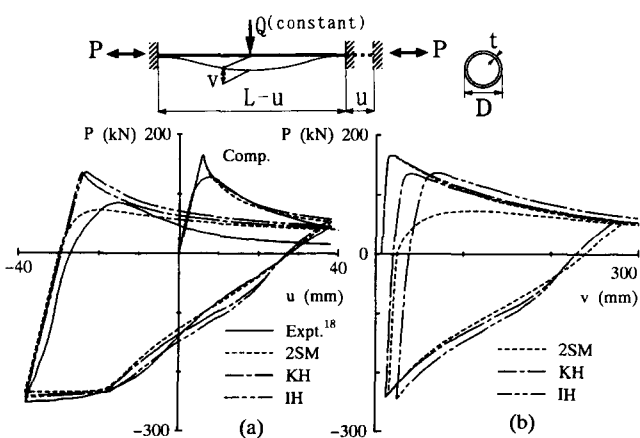 Q(constant)
P P
v t
L-u u D
P (kN) 200 P (kN) 200
Comp.
0
-40 40 300
u (mm) v (mm)
Expt.18
2SM 2SM
KH KH
IH IH
(a) (b)
-300 -300